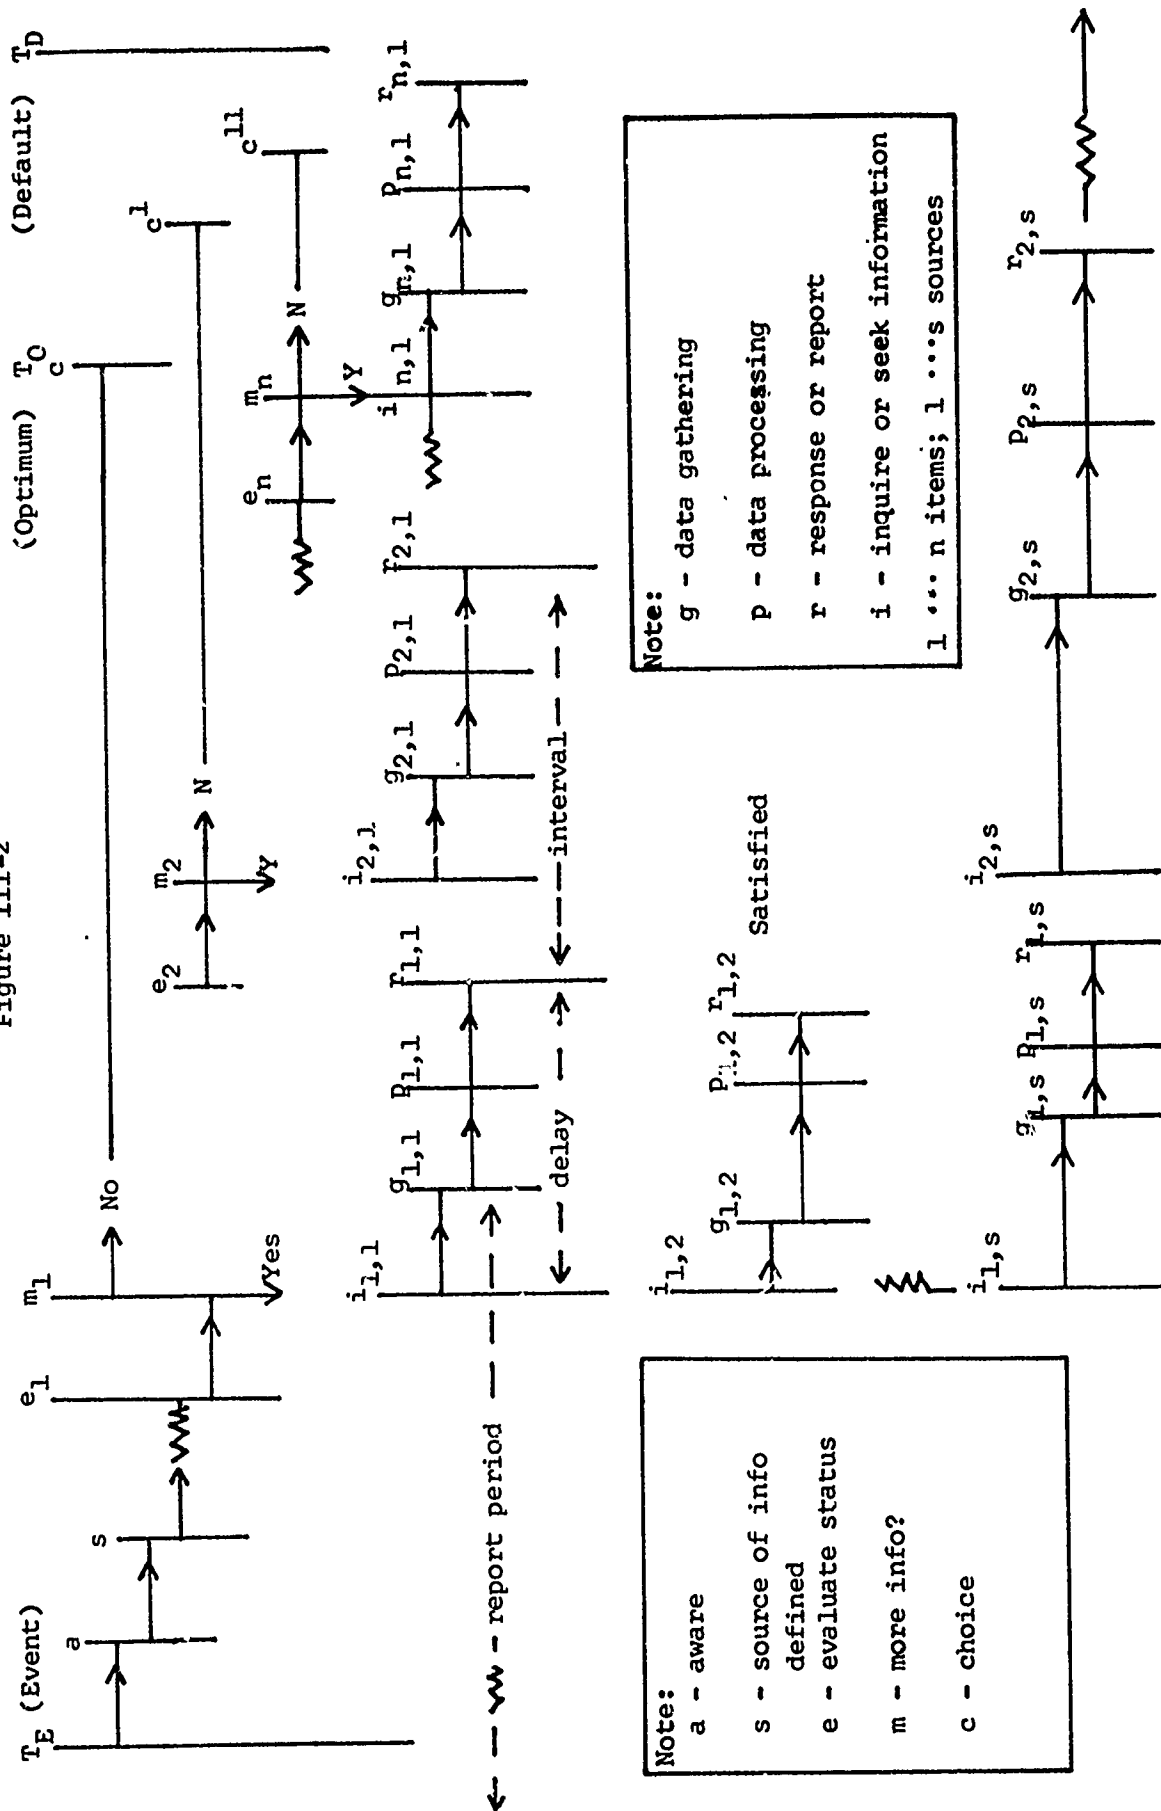 Figure III-2
T_E (Event)
a
s
e_1
m_1
No
Yes
(Optimum) T_O
c
(Default) T_D
e_2
m_2
N
Y
c^1
e_n
m_n
N
Y
c^11
i_1,1
g_1,1
p_1,1
r_1,1
i_2,1
g_2,1
p_2,1
r_2,1
i_n,1
g_n,1
p_n,1
r_n,1
report period
delay
interval
i_1,2
g_1,2
p_1,2
r_1,2
Satisfied
i_1,s
g_1,s
p_1,s
r_1,s
i_2,s
g_2,s
p_2,s
r_2,s
Note:
a - aware
s - source of info
defined
e - evaluate status
m - more info?
c - choice
Note:
g - data gathering
p - data processing
r - response or report
i - inquire or seek information
1 ··· n items; 1 ···s sources